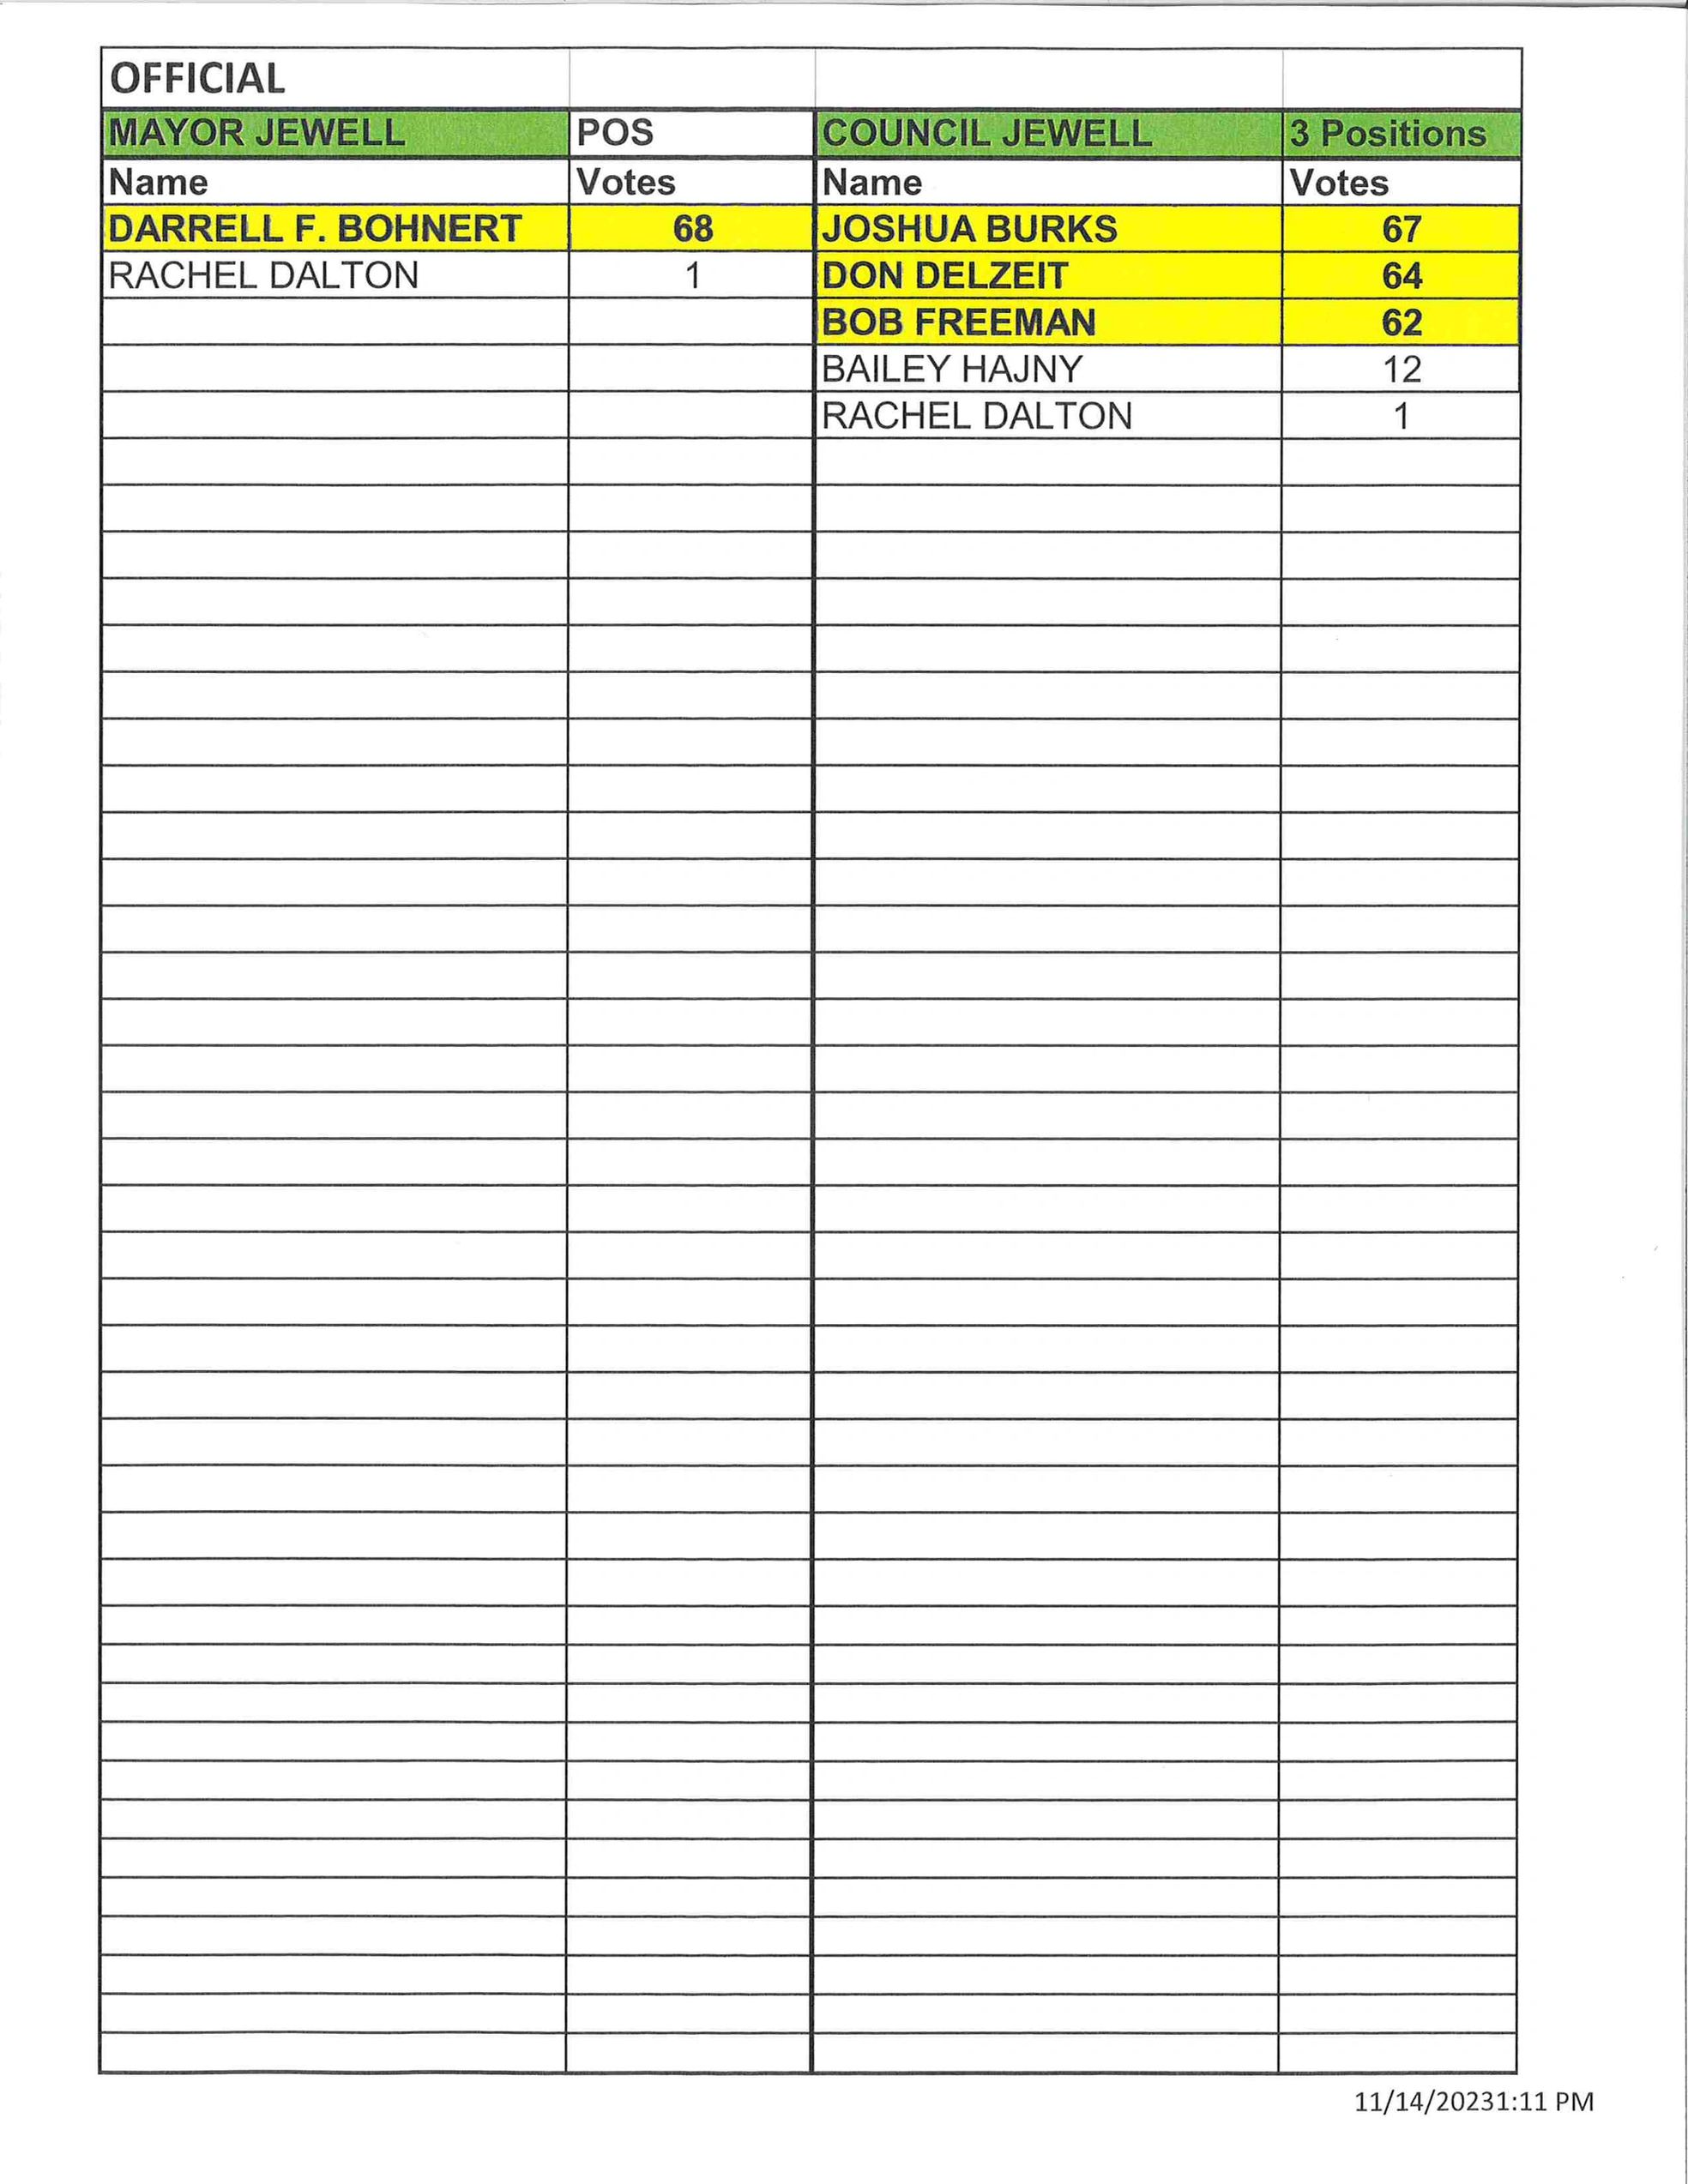 OFFICIAL
MAYOR JEWELL POS COUNCIL JEWELL 3 Positions
Name Votes Name Votes
DARRELL F. BOHNERT 68 JOSHUA BURKS 67
RACHEL DALTON 1 DON DELZEIT 64
BOB FREEMAN 62
BAILEY HAJNY 12
RACHEL DALTON 1
11/14/20231:11 PM